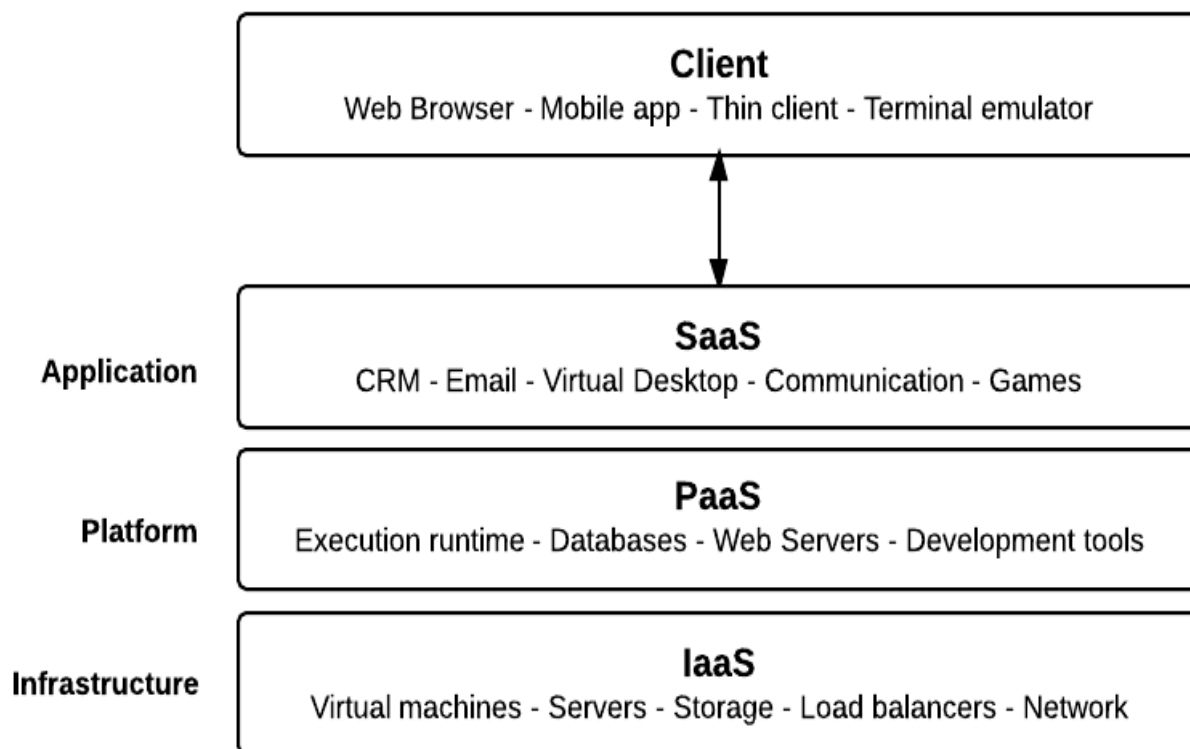 Client
Web Browser - Mobile app - Thin client - Terminal emulator
Application
SaaS
CRM - Email - Virtual Desktop - Communication - Games
Platform
PaaS
Execution runtime - Databases - Web Servers - Development tools
Infrastructure
IaaS
Virtual machines - Servers - Storage - Load balancers - Network